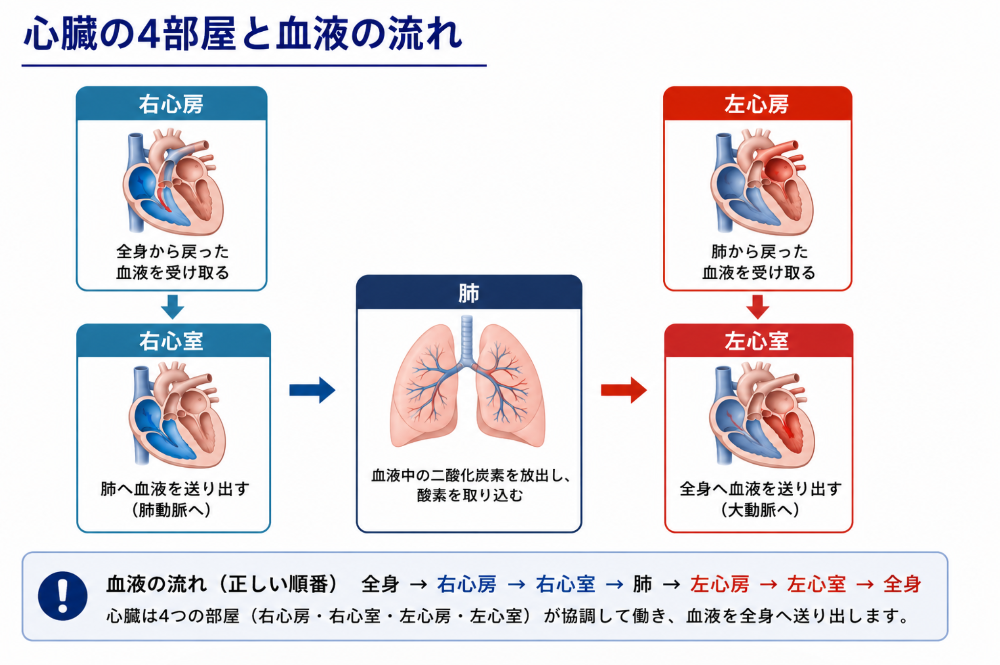 心臓の4部屋と血液の流れ
右心房
全身から戻った
血液を受け取る
右心室
肺へ血液を送り出す
（肺動脈へ）
肺
血液中の二酸化炭素を放出し、
酸素を取り込む
左心房
肺から戻った
血液を受け取る
左心室
全身へ血液を送り出す
（大動脈へ）
血液の流れ（正しい順番） 全身 → 右心房 → 右心室 → 肺 → 左心房 → 左心室 → 全身
心臓は4つの部屋（右心房・右心室・左心房・左心室）が協調して働き、血液を全身へ送り出します。